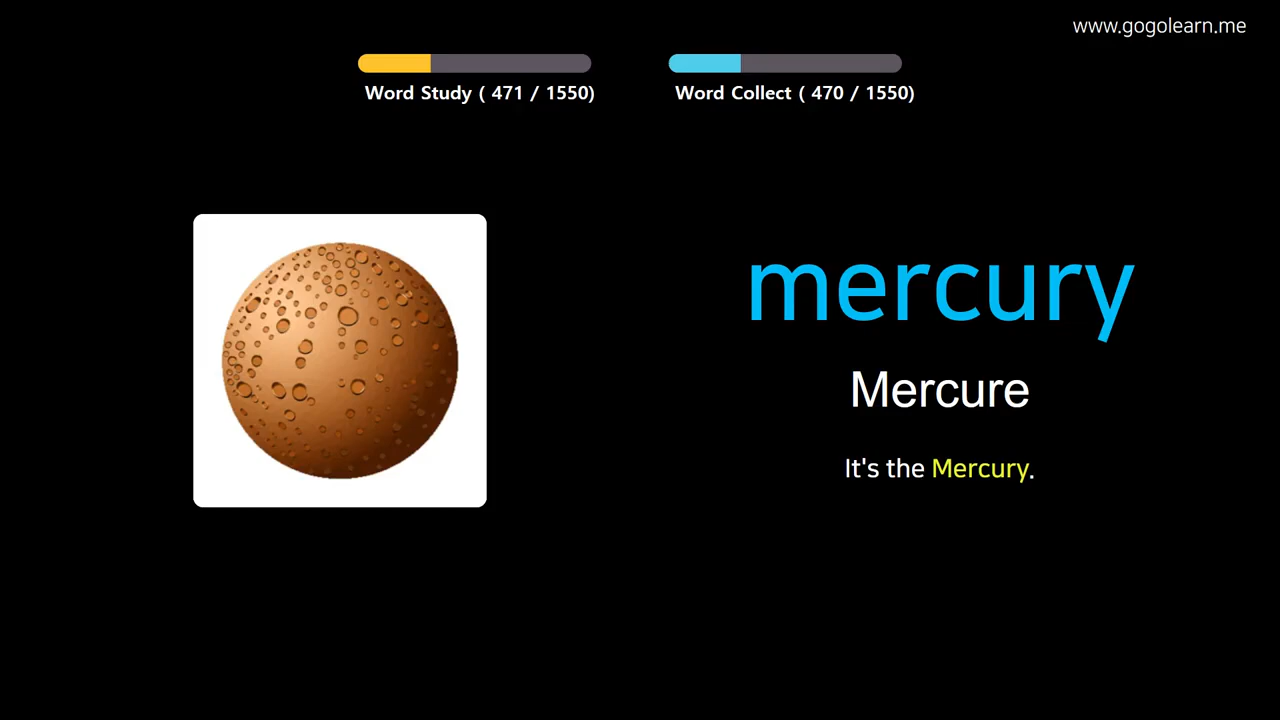 www.gogolearn.me
Word Study ( 471 / 1550)
Word Collect ( 470 / 1550)
mercury
Mercure
It's the Mercury.